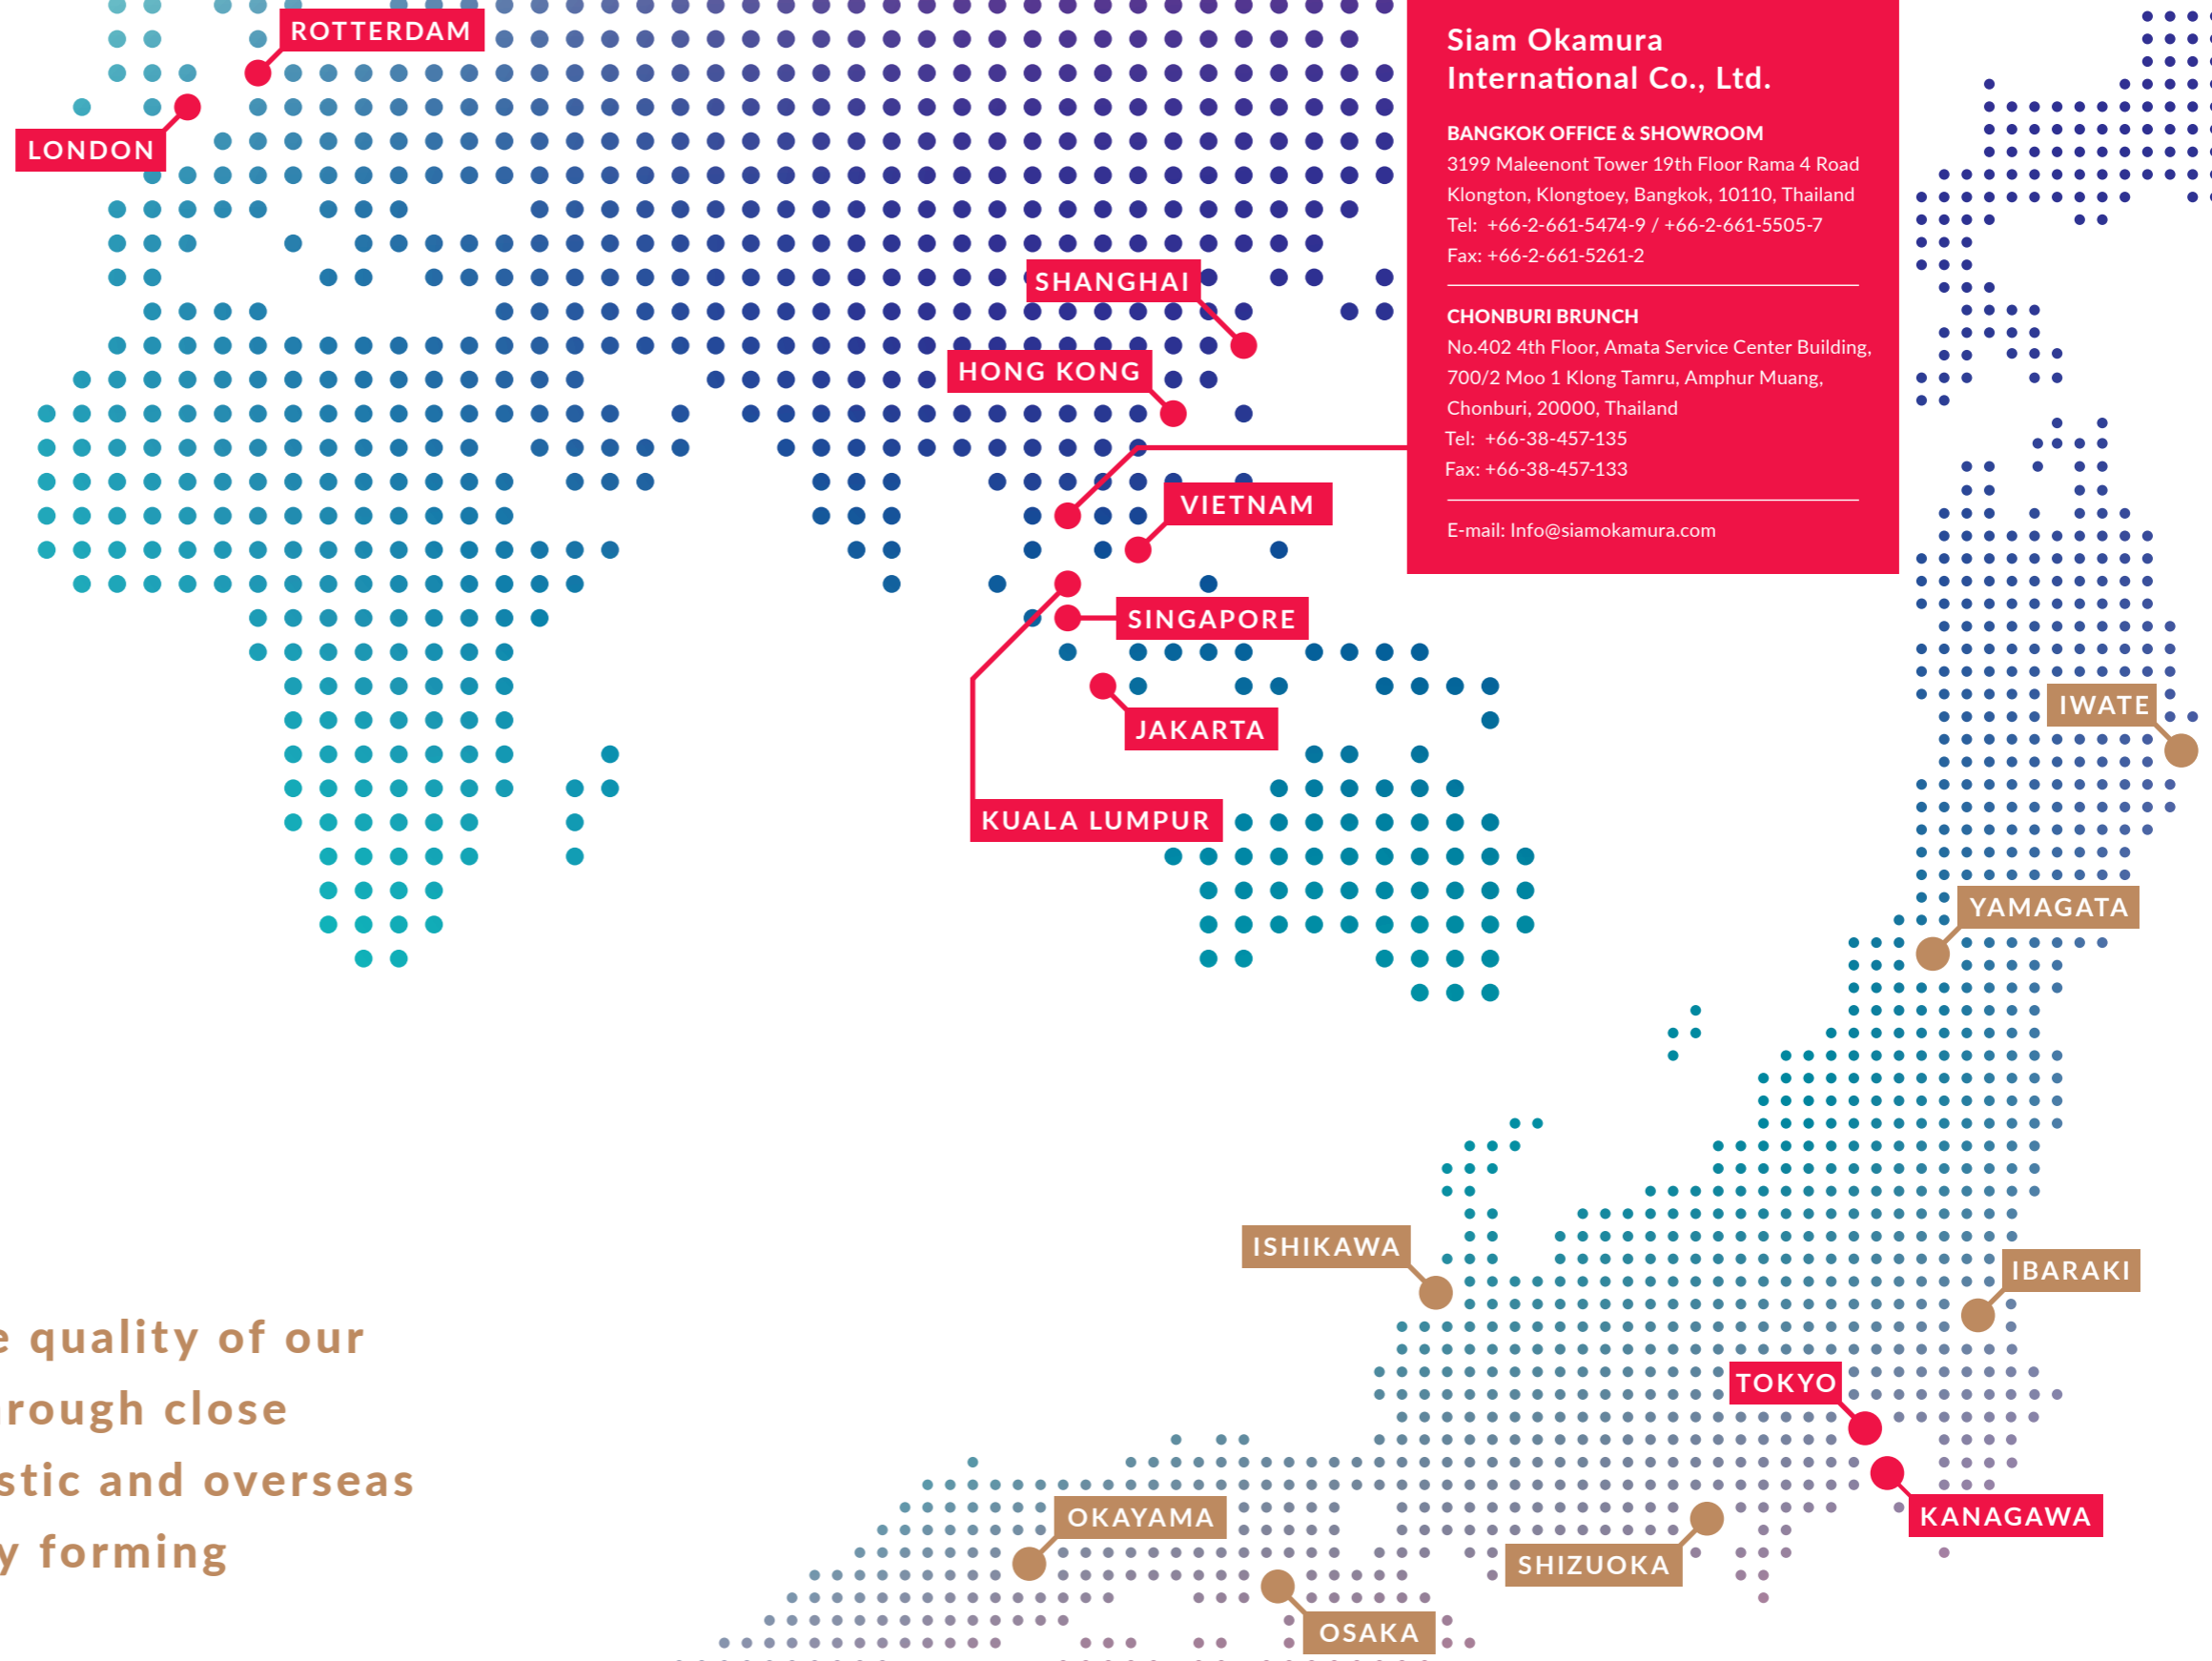 ROTTERDAM
LONDON
SHANGHAI
HONG KONG
VIETNAM
SINGAPORE
JAKARTA
KUALA LUMPUR
Siam Okamura
International Co., Ltd.
BANGKOK OFFICE & SHOWROOM
3199 Maleenont Tower 19th Floor Rama 4 Road
Klongton, Klongtoey, Bangkok, 10110, Thailand
Tel: +66-2-661-5474-9 / +66-2-661-5505-7
Fax: +66-2-661-5261-2
CHONBURI BRUNCH
No.402 4th Floor, Amata Service Center Building,
700/2 Moo 1 Klong Tamru, Amphur Muang,
Chonburi, 20000, Thailand
Tel: +66-38-457-135
Fax: +66-38-457-133
E-mail: Info@siamokamura.com
IWATE
YAMAGATA
ISHIKAWA
IBARAKI
TOKYO
KANAGAWA
OKAYAMA
SHIZUOKA
OSAKA
quality of our
close
and overseas
forming